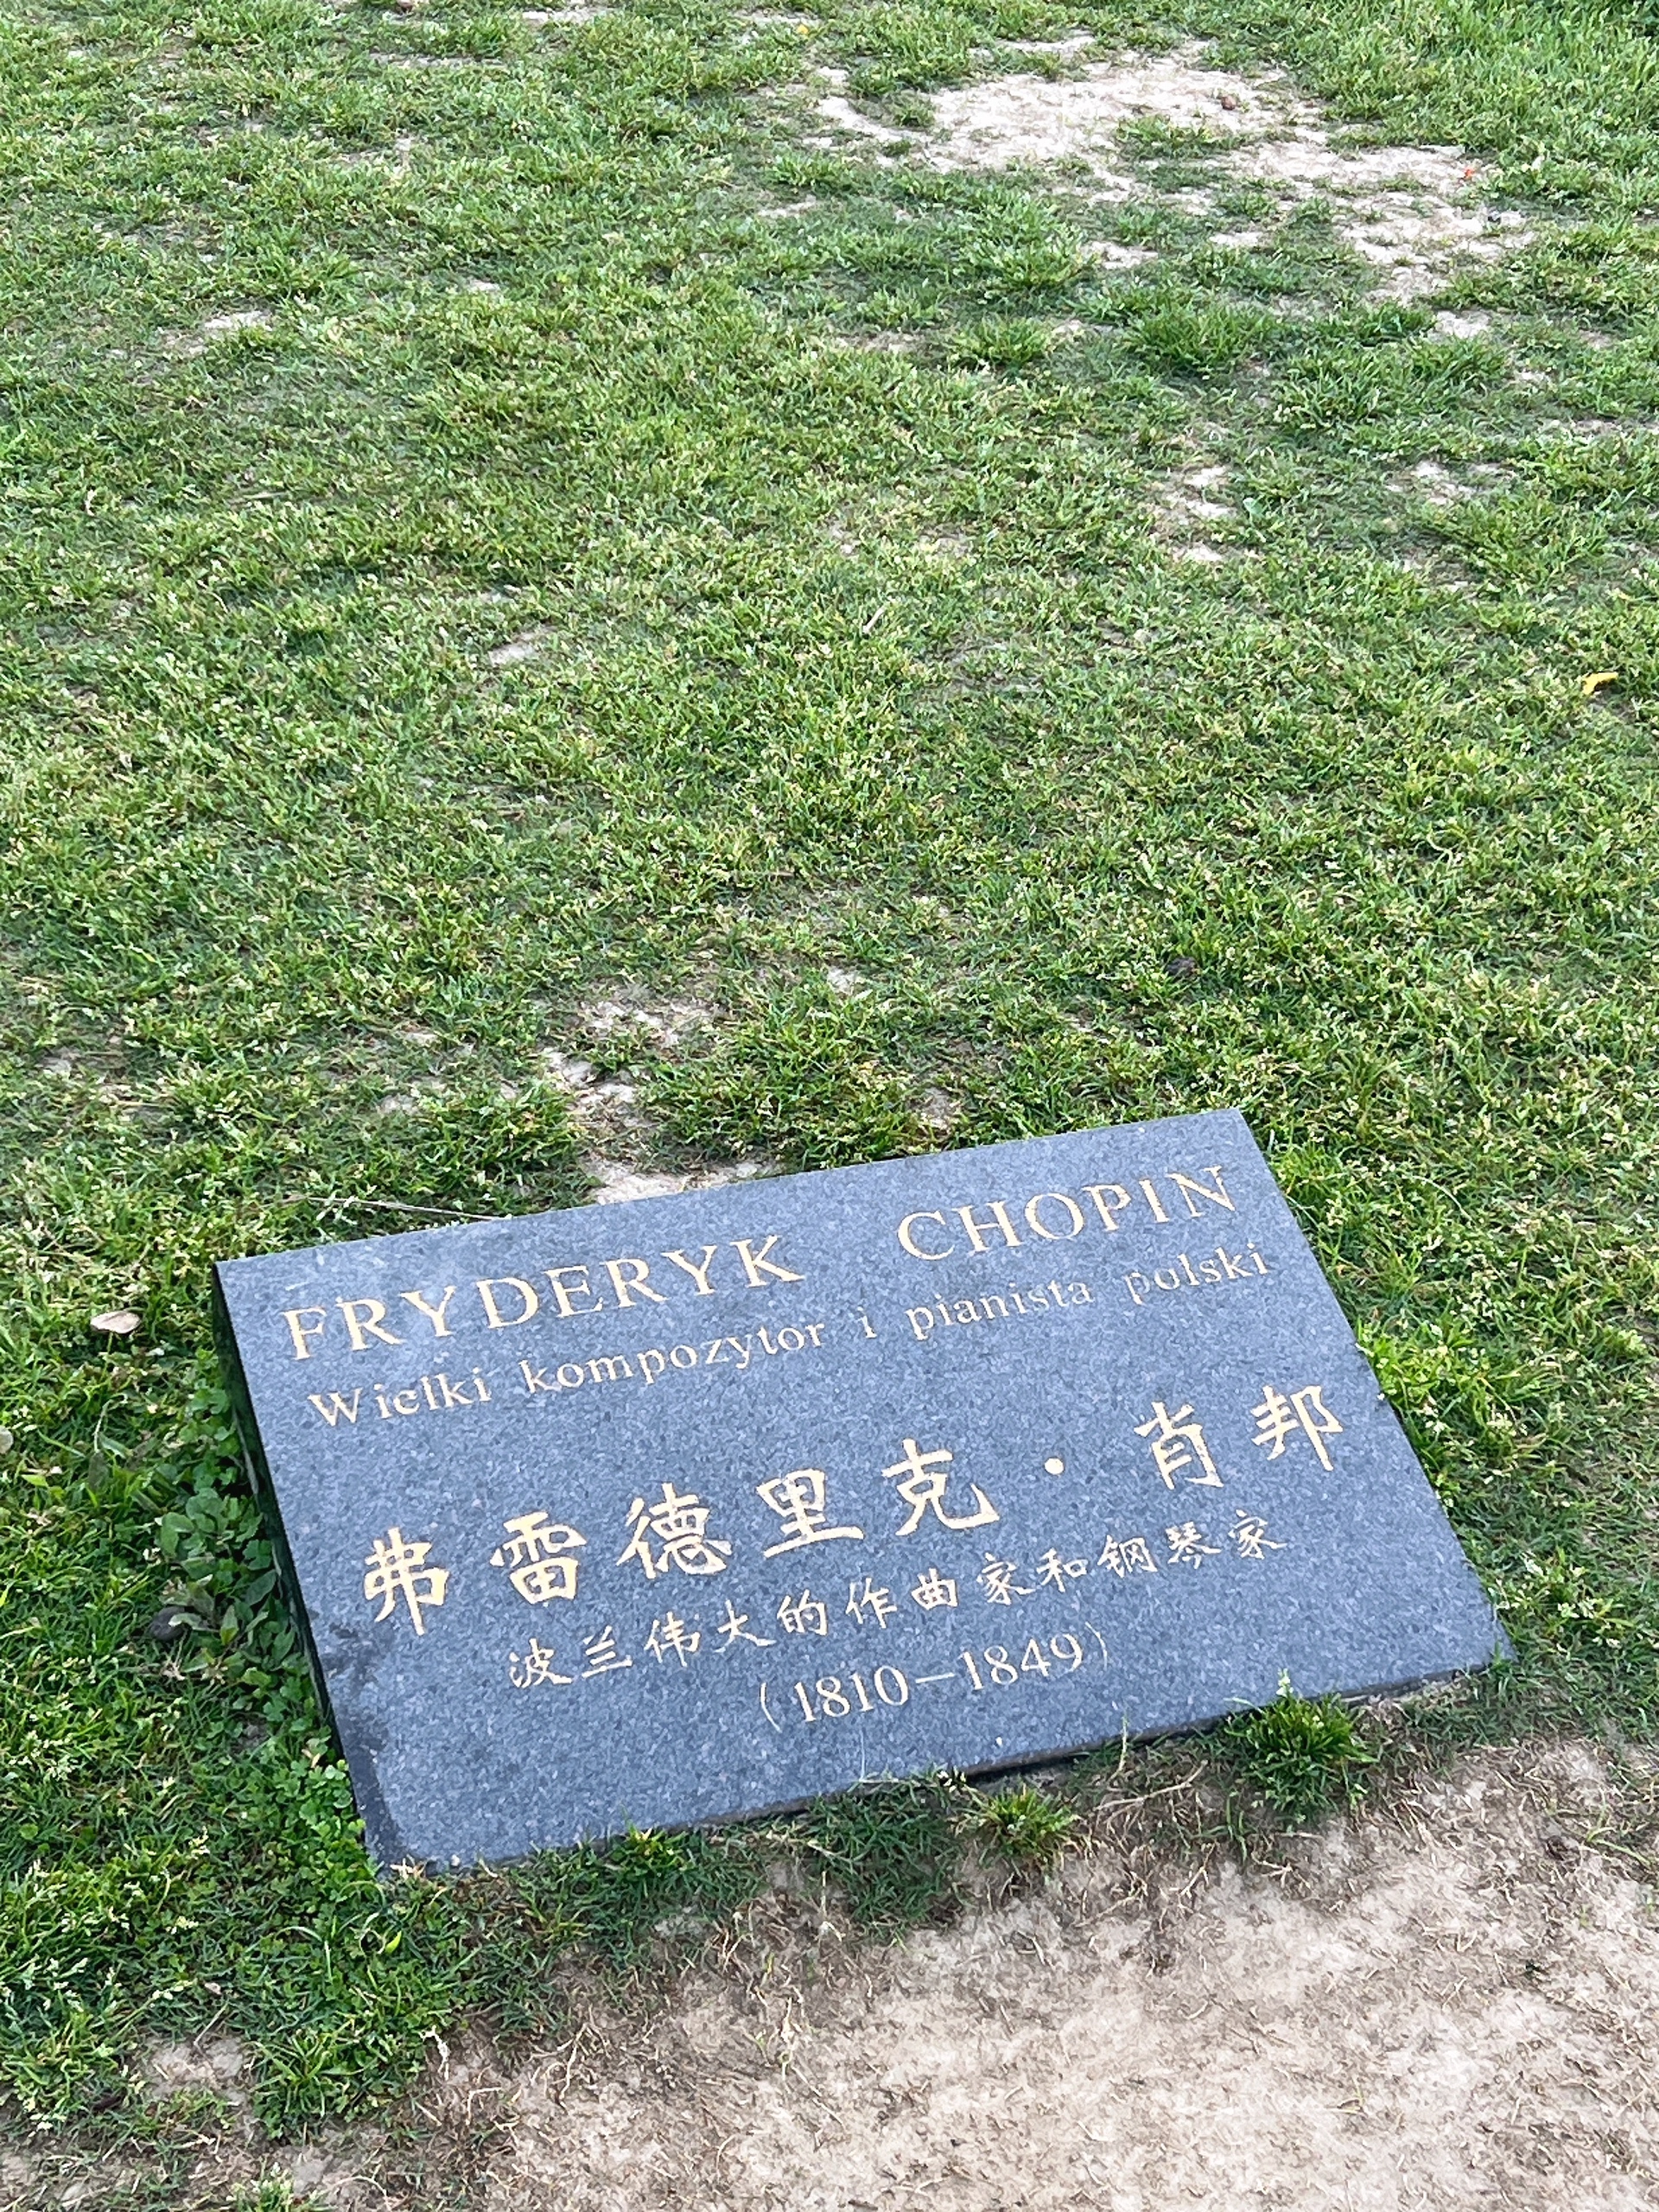 FRYDERYK CHOPIN
Wielki kompozytor i pianista polski
弗雷德里克·肖邦
波兰伟大的作曲家和钢琴家
(1810-1849)